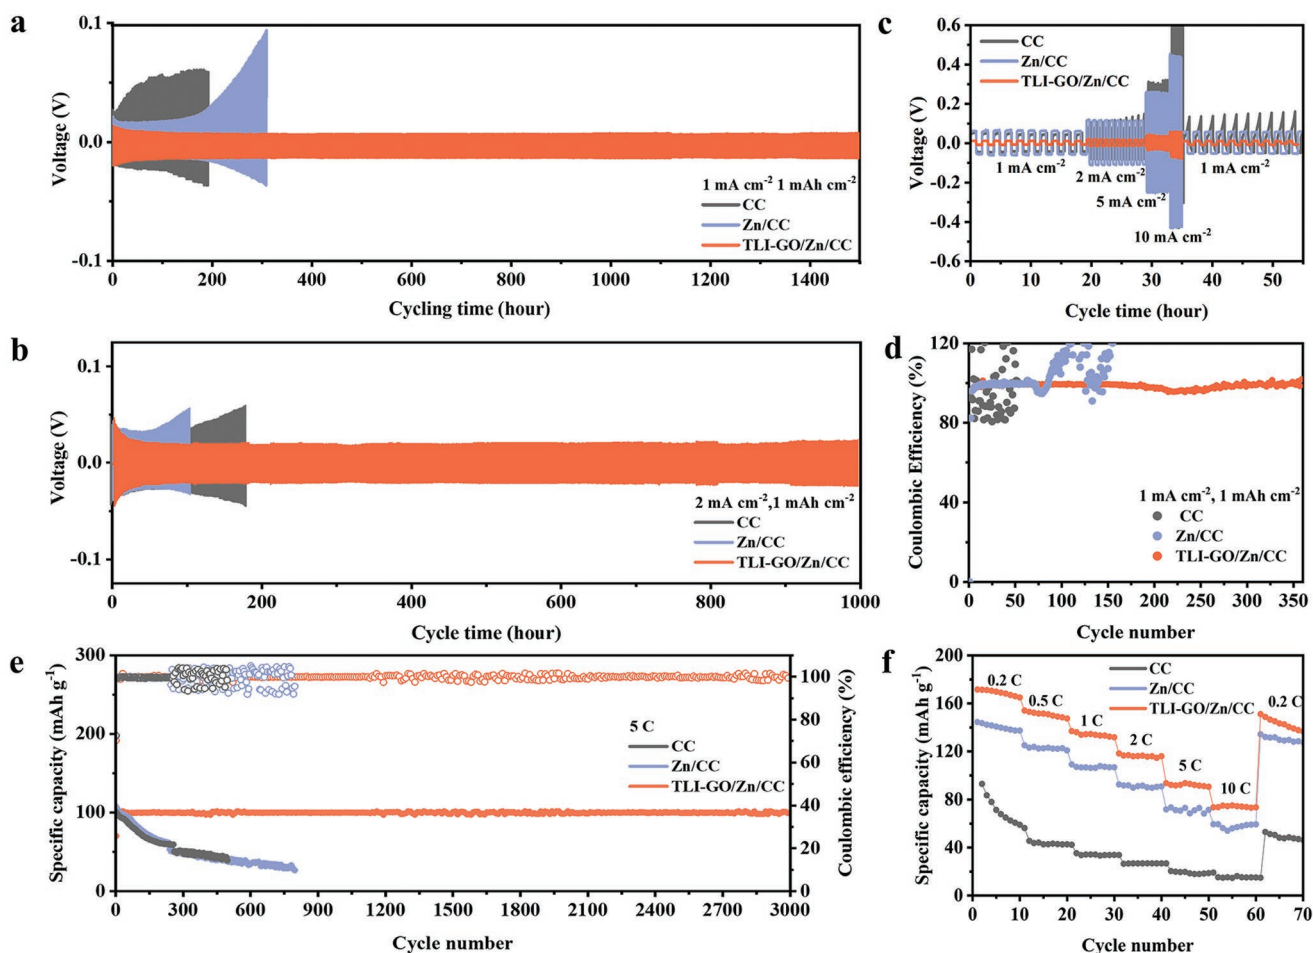 a
0.1
0.0
-0.1
Voltage (V)
1 mA cm-2 1 mAh cm-2
CC
Zn/CC
TLI-GO/Zn/CC
0 200 400 600 800 1000 1200 1400
Cycling time (hour)
b
0.1
0.0
-0.1
Voltage (V)
2 mA cm-2,1 mAh cm-2
CC
Zn/CC
TLI-GO/Zn/CC
0 200 400 600 800 1000
Cycle time (hour)
c
0.6
0.4
0.2
0.0
-0.2
-0.4
-0.6
Voltage (V)
CC
Zn/CC
TLI-GO/Zn/CC
1 mA cm-2
2 mA cm-2
1 mA cm-2
5 mA cm-2
10 mA cm-2
0 10 20 30 40 50
Cycle time (hour)
d
120
100
80
60
40
20
0
Coulombic Efficiency (%)
1 mA cm-2, 1 mAh cm-2
CC
Zn/CC
TLI-GO/Zn/CC
0 50 100 150 200 250 300 350
Cycle number
e
300
200
100
50
0
Specific capacity (mAh g-1)
5 C
CC
Zn/CC
TLI-GO/Zn/CC
100
80
60
40
20
0
Coulombic efficiency (%)
0 300 600 900 1200 1500 1800 2100 2400 2700 3000
Cycle number
f
200
160
120
80
40
0
Specific capacity (mAh g-1)
CC
Zn/CC
TLI-GO/Zn/CC
0.2 C
0.5 C
1 C
2 C
5 C
10 C
0.2 C
0 10 20 30 40 50 60 70
Cycle number